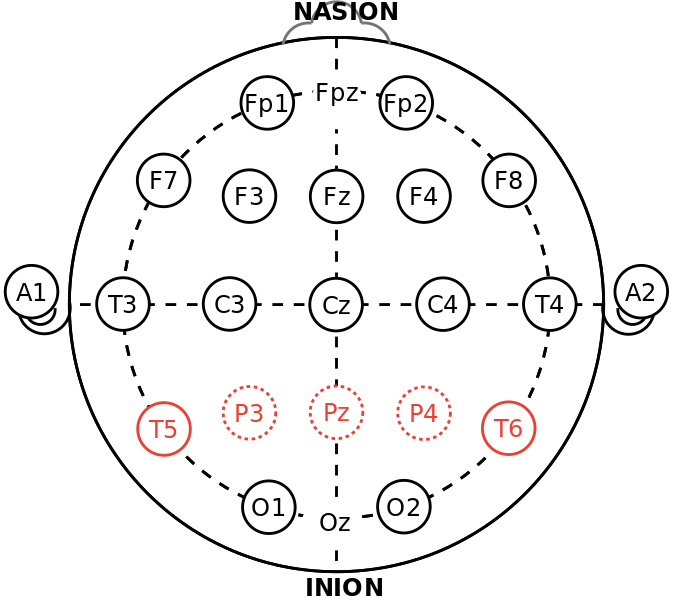 NASION
Fp1 Fpz Fp2
F7 F3 Fz F4 F8
A1 T3 C3 Cz C4 T4 A2
T5 P3 Pz P4 T6
O1 Oz O2
INION